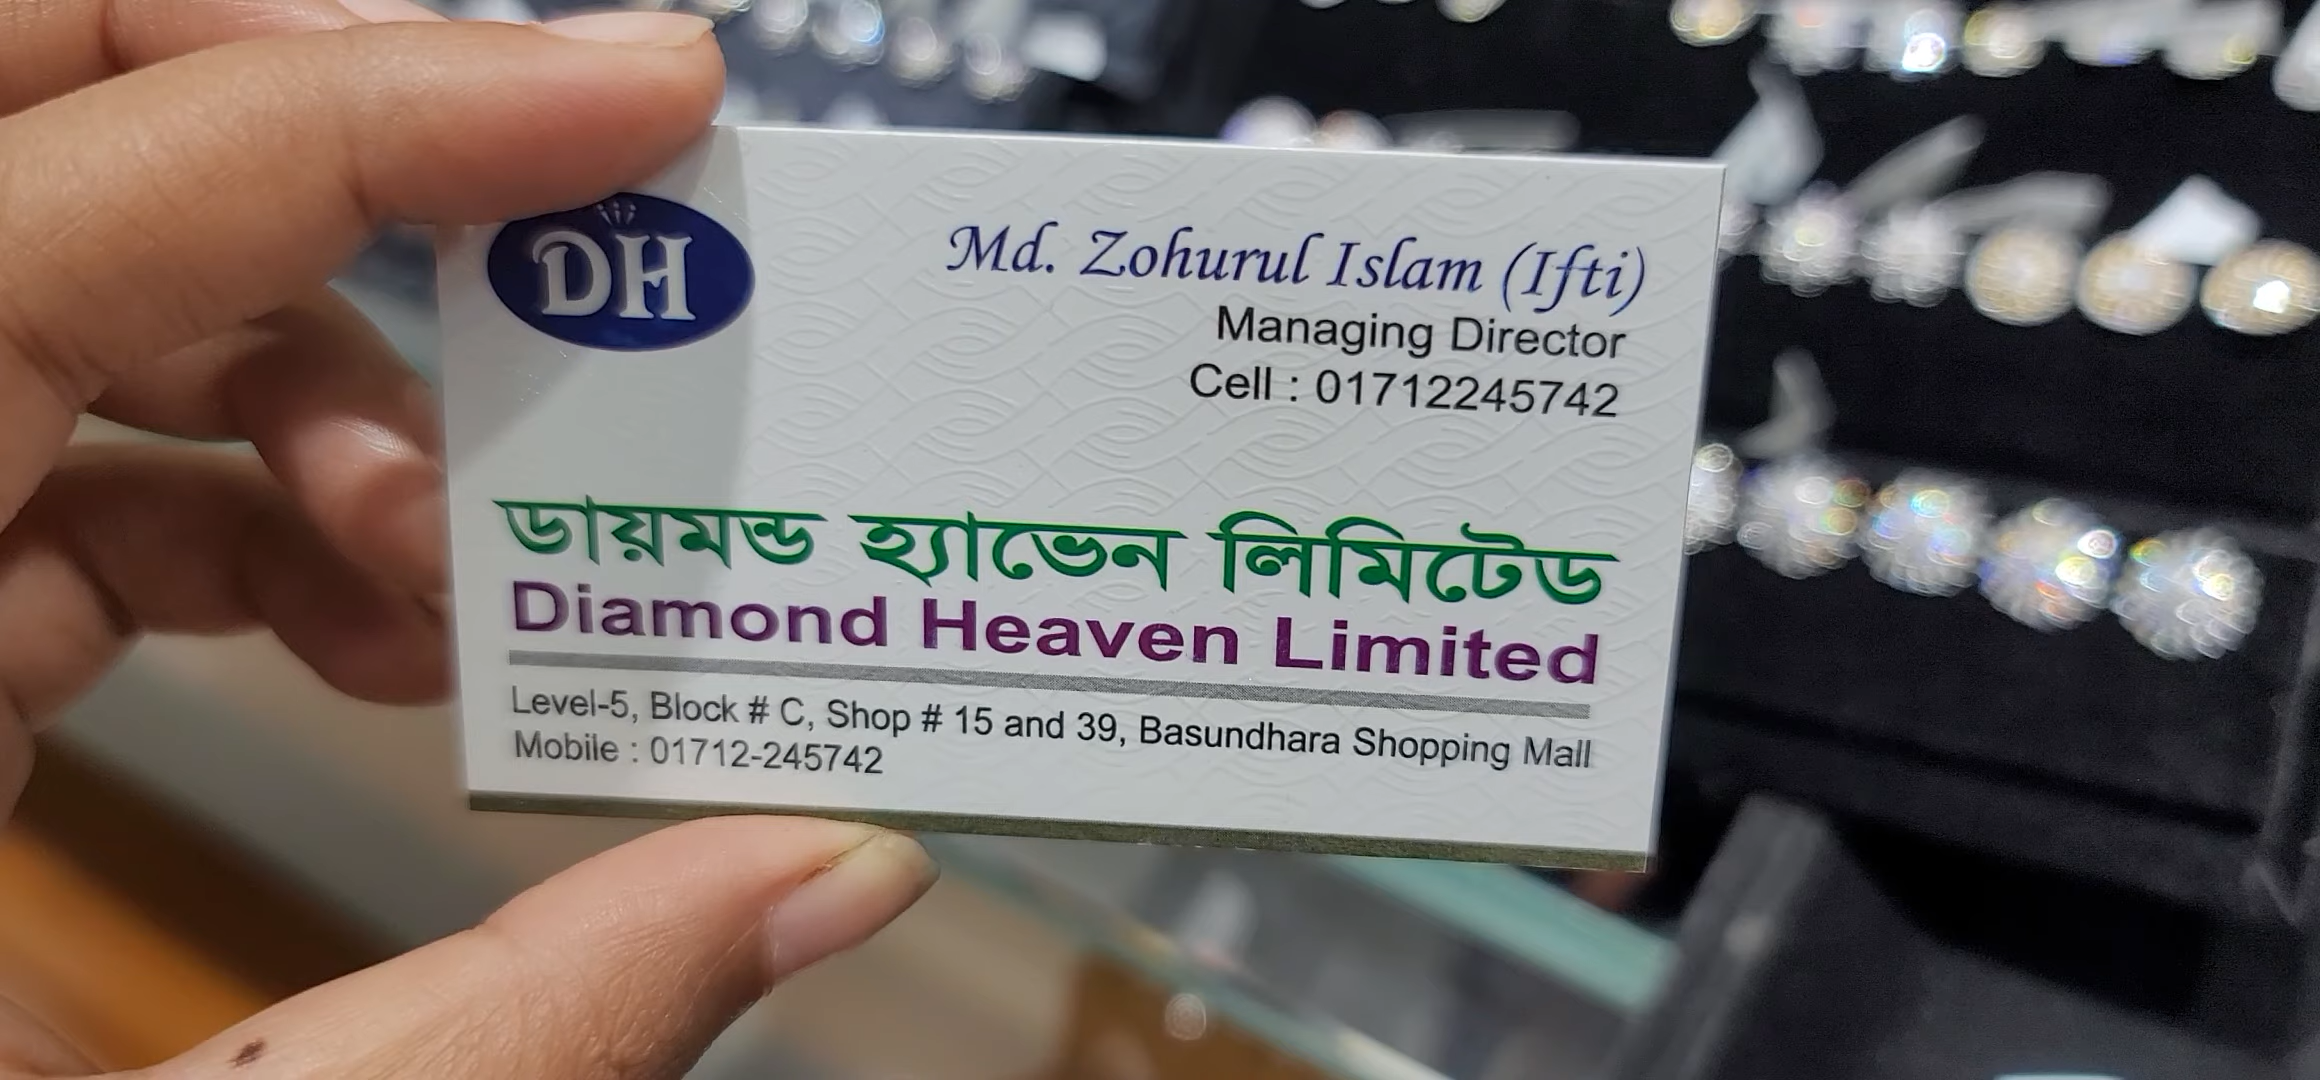 DH
Md. Zohurul Islam (Ifti)
Managing Director
Cell : 01712245742
ডায়মন্ড হ্যাভেন লিমিটেড
Diamond Heaven Limited
Level-5, Block # C, Shop # 15 and 39, Basundhara Shopping Mall
Mobile : 01712-245742